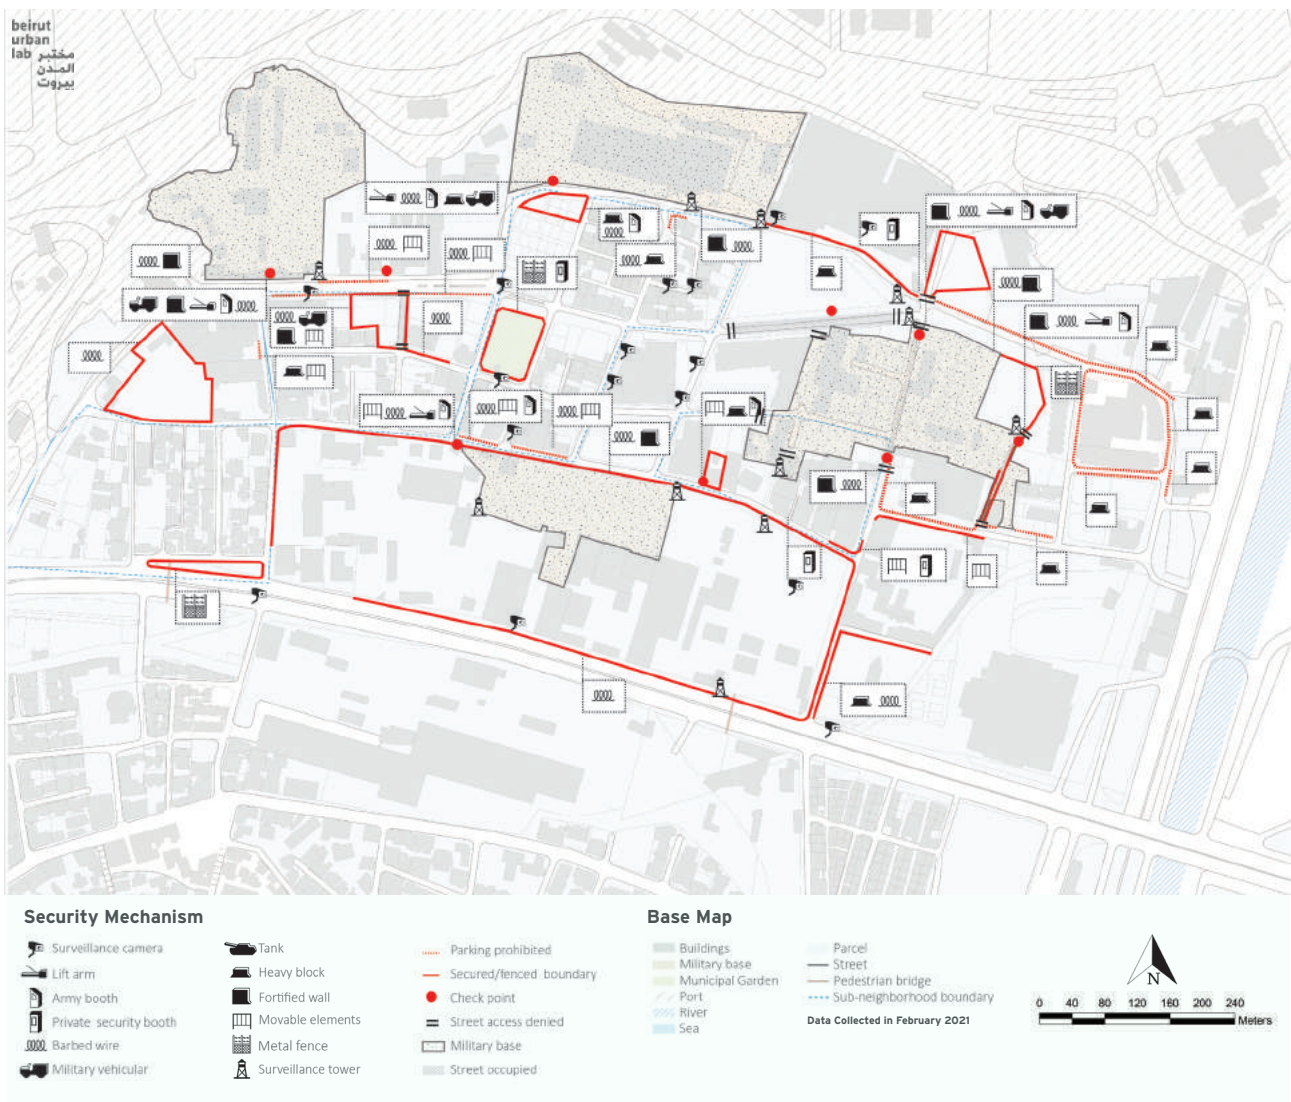 beirut
urban
lab مختبر
المدن
بيروت
Security Mechanism
Surveillance camera
Lift arm
Army booth
Private security booth
Barbed wire
Military vehicular
Tank
Heavy block
Fortified wall
Movable elements
Metal fence
Surveillance tower
Parking prohibited
Secured/fenced boundary
Check point
Street access denied
Military base
Street occupied
Base Map
Buildings
Military base
Municipal Garden
Port
River
Sea
Parcel
Street
Pedestrian bridge
Sub-neighborhood boundary
Data Collected in February 2021
N
0 40 80 120 160 200 240
Meters